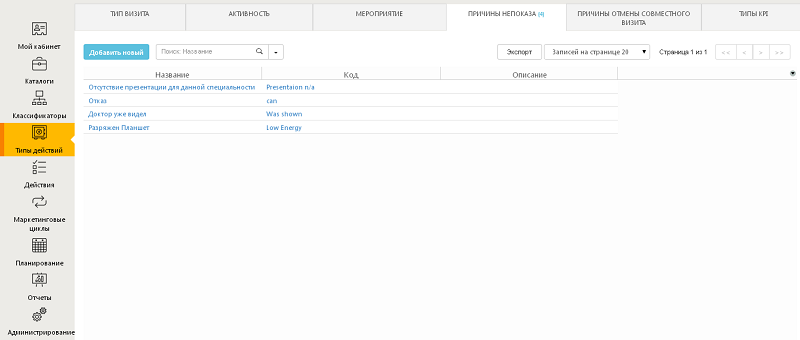 ТИП ВИЗИТА
АКТИВНОСТЬ
МЕРОПРИЯТИЕ
ПРИЧИНЫ НЕПОКАЗА (4)
ПРИЧИНЫ ОТМЕНЫ СОВМЕСТНОГО
ВИЗИТА
ТИПЫ KPI
Мой кабинет
Каталоги
Классификаторы
Типы действий
Действия
Маркетинговые
циклы
Планирование
Отчеты
Администрирование
Добавить новый
Поиск: Название
Экспорт
Записей на странице 20
Страница 1 из 1
<< < > >>
Название Код Описание
Отсутствие презентации для данной специальности Presentaion n/a
Отказ can
Доктор уже видел Was shown
Разряжен Планшет Low Energy